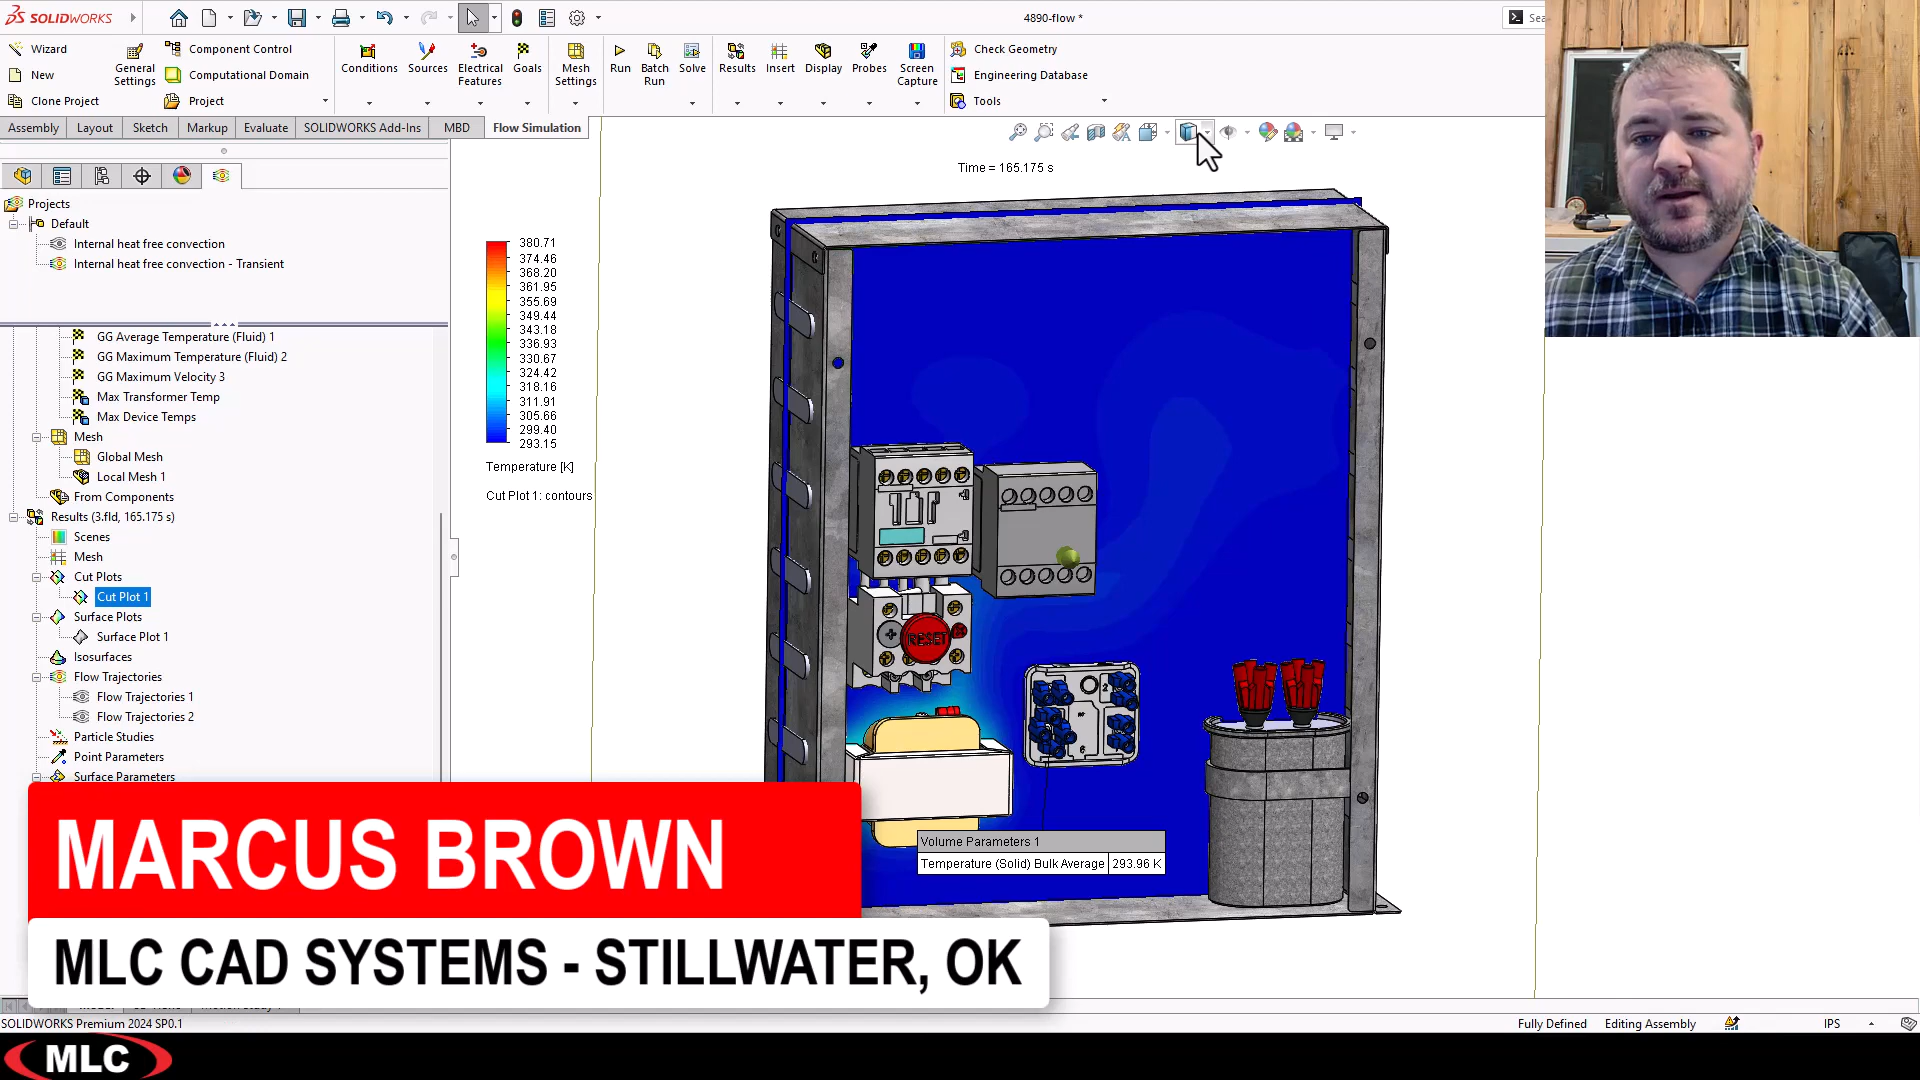 SOLIDWORKS
4890-flow *
Sea
Wizard
New
Clone Project
General
Settings
Component Control
Computational Domain
Project
Conditions
Sources
Electrical
Features
Goals
Mesh
Settings
Run
Batch
Run
Solve
Results
Insert
Display
Probes
Screen
Capture
Check Geometry
Engineering Database
Tools
Assembly
Layout
Sketch
Markup
Evaluate
SOLIDWORKS Add-Ins
MBD
Flow Simulation
Projects
Default
Internal heat free convection
Internal heat free convection - Transient
GG Average Temperature (Fluid) 1
GG Maximum Temperature (Fluid) 2
GG Maximum Velocity 3
Max Transformer Temp
Max Device Temps
Mesh
Global Mesh
Local Mesh 1
From Components
Results (3.fld, 165.175 s)
Scenes
Mesh
Cut Plots
Cut Plot 1
Surface Plots
Surface Plot 1
Isosurfaces
Flow Trajectories
Flow Trajectories 1
Flow Trajectories 2
Particle Studies
Point Parameters
Surface Parameters
Time = 165.175 s
380.71
374.46
368.20
361.95
355.69
349.44
343.18
336.93
330.67
324.42
318.16
311.91
305.66
299.40
293.15
Temperature [K]
Cut Plot 1: contours
RESET
Volume Parameters 1
Temperature (Solid) Bulk Average 293.96 K
MARCUS BROWN
MLC CAD SYSTEMS - STILLWATER, OK
SOLIDWORKS Premium 2024 SP0.1
Fully Defined
Editing Assembly
IPS
MLC